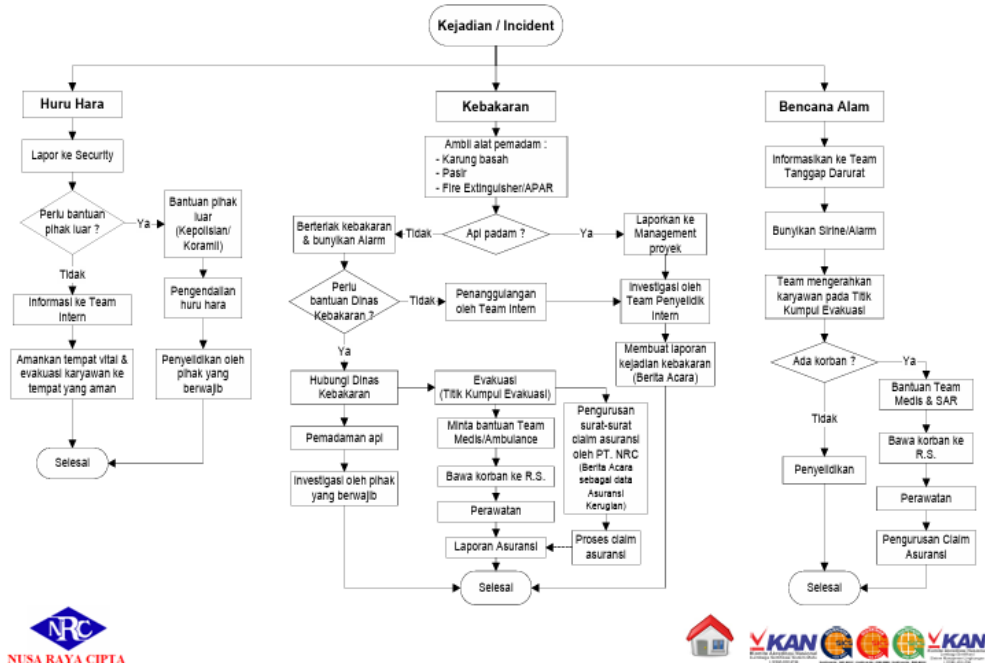 Kejadian / Incident
Huru Hara
Lapor ke Security
Perlu bantuan
pihak luar ?
Ya
Bantuan pihak
luar
(Kepolisian/
Koramil)
Pengendalian
huru hara
Penyelidikan oleh
pihak yang
berwajib
Tidak
Informasi ke Team
Intern
Amankan tempat vital &
evakuasi karyawan ke
tempat yang aman
Selesai
Kebakaran
Ambil alat pemadam :
- Karung basah
- Pasir
- Fire Extinguisher/APAR
Api padam ?
Tidak
Ya
Berteriak kebakaran
& bunyikan Alarm
Laporkan ke
Management
proyek
Perlu
bantuan Dinas
Kebakaran ?
Tidak
Penanggulangan
oleh Team Intern
Investigasi oleh
Team Penyelidik
Intern
Membuat laporan
kejadian kebakaran
(Berita Acara)
Ya
Hubungi Dinas
Kebakaran
Pemadaman api
Investigasi oleh pihak
yang berwajib
Evakuasi
(Titik Kumpul Evakuasi)
Minta bantuan Team
Medis/Ambulance
Bawa korban ke R.S.
Perawatan
Laporan Asuransi
Pengurusan
surat-surat
claim asuransi
oleh PT. NRC
(Berita Acara
sebagai data
Asuransi
Kerugian)
Proses claim
asuransi
Selesai
Bencana Alam
Informasikan ke Team
Tanggap Darurat
Bunyikan Sirine/Alarm
Team mengerahkan
karyawan pada Titik
Kumpul Evakuasi
Ada korban ?
Ya
Tidak
Bantuan Team
Medis & SAR
Bawa korban ke
R.S.
Perawatan
Pengurusan Claim
Asuransi
Penyelidikan
Selesai
NRC
NUSA RAYA CIPTA
KAN
Komite Akreditasi Nasional
KAN
Komite Akreditasi Nasional